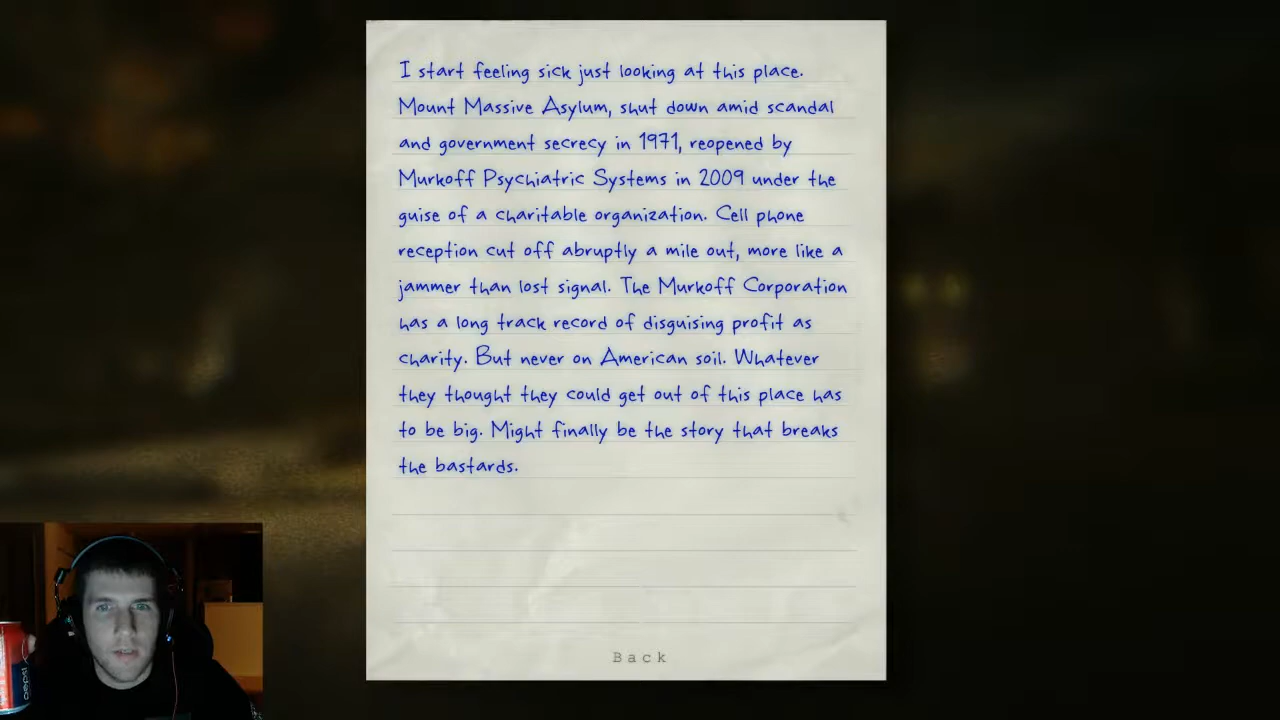 I start feeling sick just looking at this place.
Mount Massive Asylum, shut down amid scandal
and government secrecy in 1971, reopened by
Murkoff Psychiatric Systems in 2009 under the
guise of a charitable organization. Cell phone
reception cut off abruptly a mile out, more like a
jammer than lost signal. The Murkoff Corporation
has a long track record of disguising profit as
charity. But never on American soil. Whatever
they thought they could get out of this place has
to be big. Might finally be the story that breaks
the bastards.
Back
pepsi